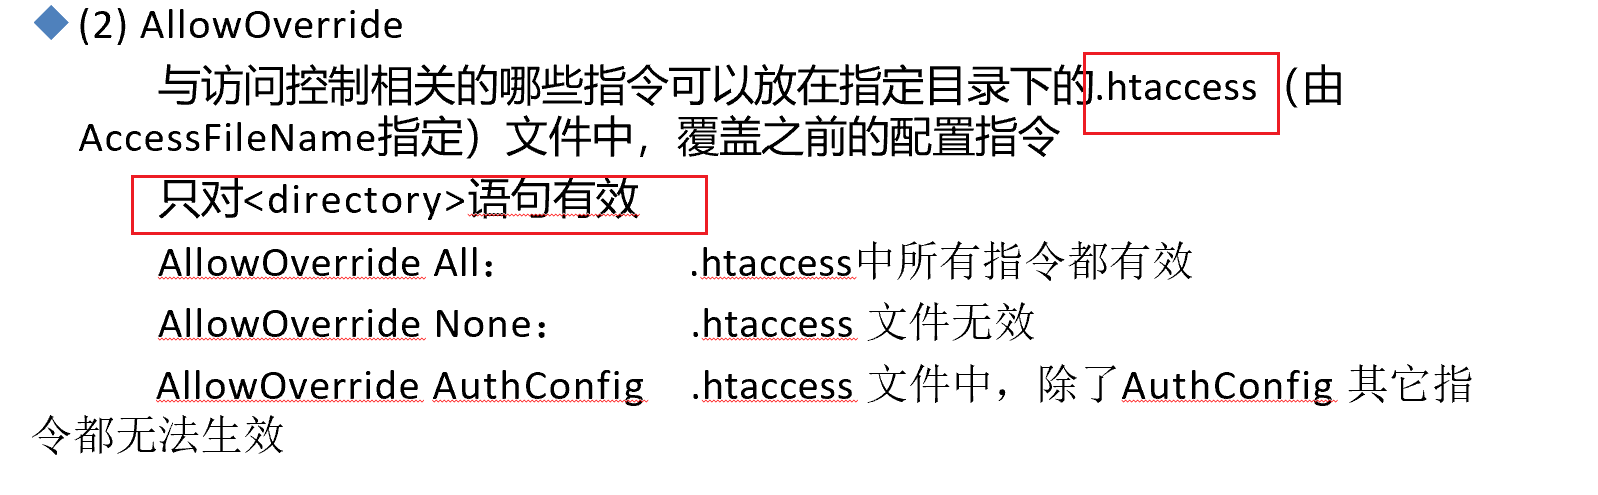 (2) AllowOverride
与访问控制相关的哪些指令可以放在指定目录下的.htaccess（由
AccessFileName指定）文件中，覆盖之前的配置指令
只对<directory>语句有效
AllowOverride All： .htaccess中所有指令都有效
AllowOverride None： .htaccess 文件无效
AllowOverride AuthConfig .htaccess 文件中，除了AuthConfig 其它指
令都无法生效